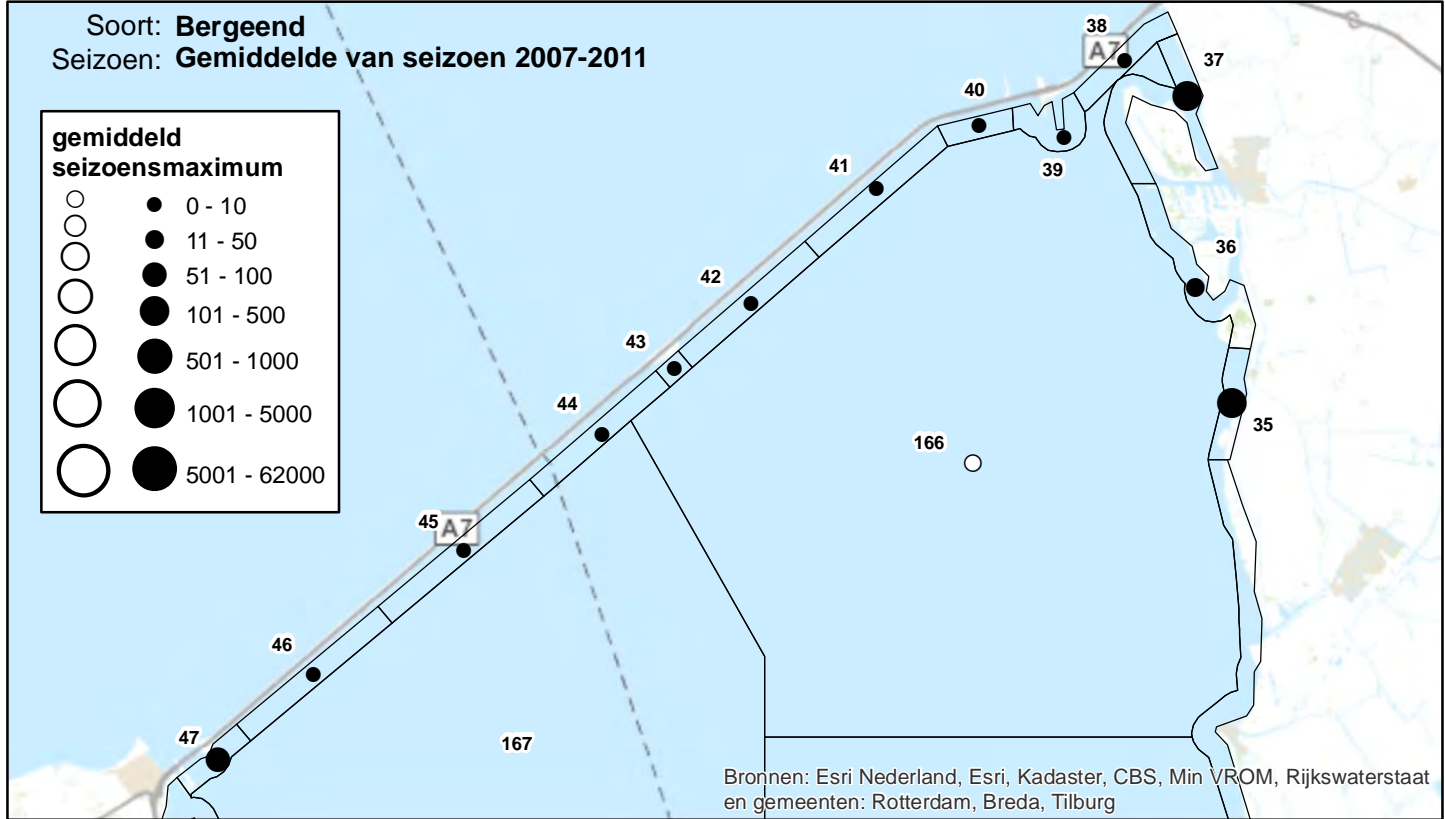 Soort: Bergeend
Seizoen: Gemiddelde van seizoen 2007-2011
gemiddeld
seizoensmaximum
0 - 10
11 - 50
51 - 100
101 - 500
501 - 1000
1001 - 5000
5001 - 62000
38
A7
37
40
39
41
36
42
43
44
35
166
45
A7
46
47
167
Bronnen: Esri Nederland, Esri, Kadaster, CBS, Min VROM, Rijkswaterstaat
en gemeenten: Rotterdam, Breda, Tilburg